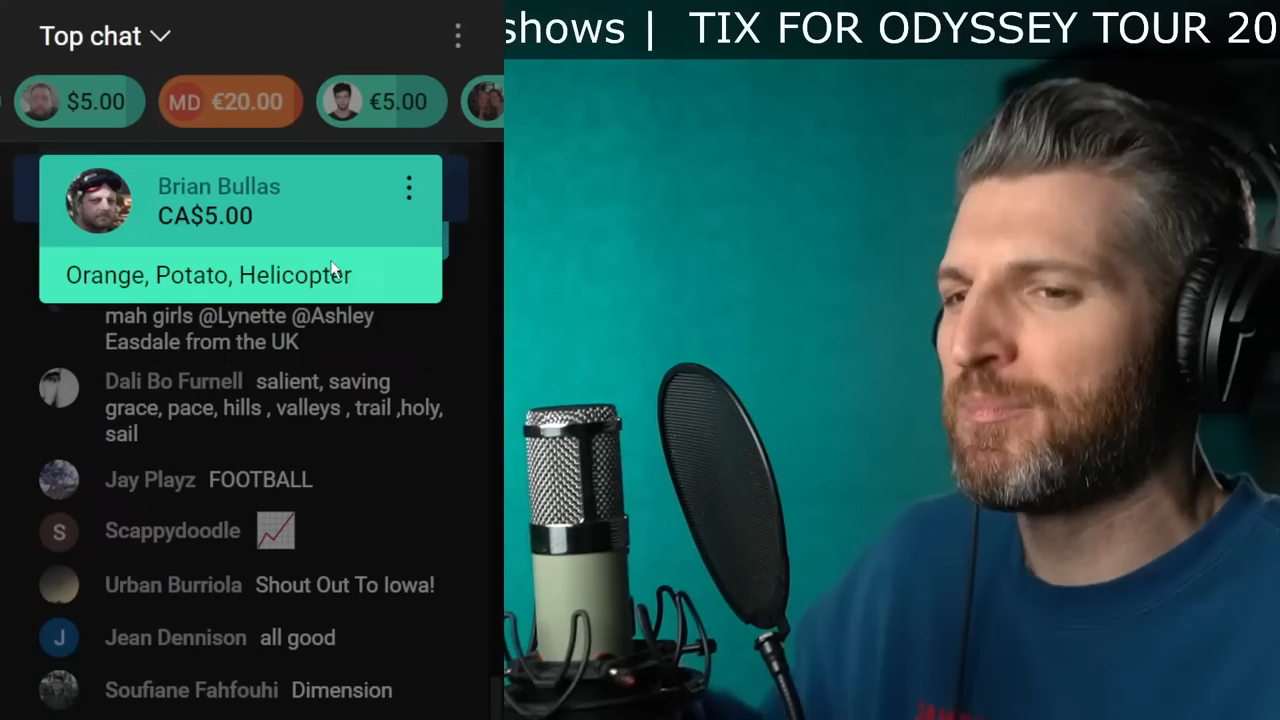 Top chat
shows | TIX FOR ODYSSEY TOUR 20
$5.00
MD €20.00
€5.00
Brian Bullas
CA$5.00
Orange, Potato, Helicopter
mah girls @Lynette @Ashley
Easdale from the UK
Dali Bo Furnell salient, saving
grace, pace, hills , valleys , trail ,holy,
sail
Jay Playz FOOTBALL
S Scappydoodle
Urban Burriola Shout Out To Iowa!
J Jean Dennison all good
Soufiane Fahfouhi Dimension